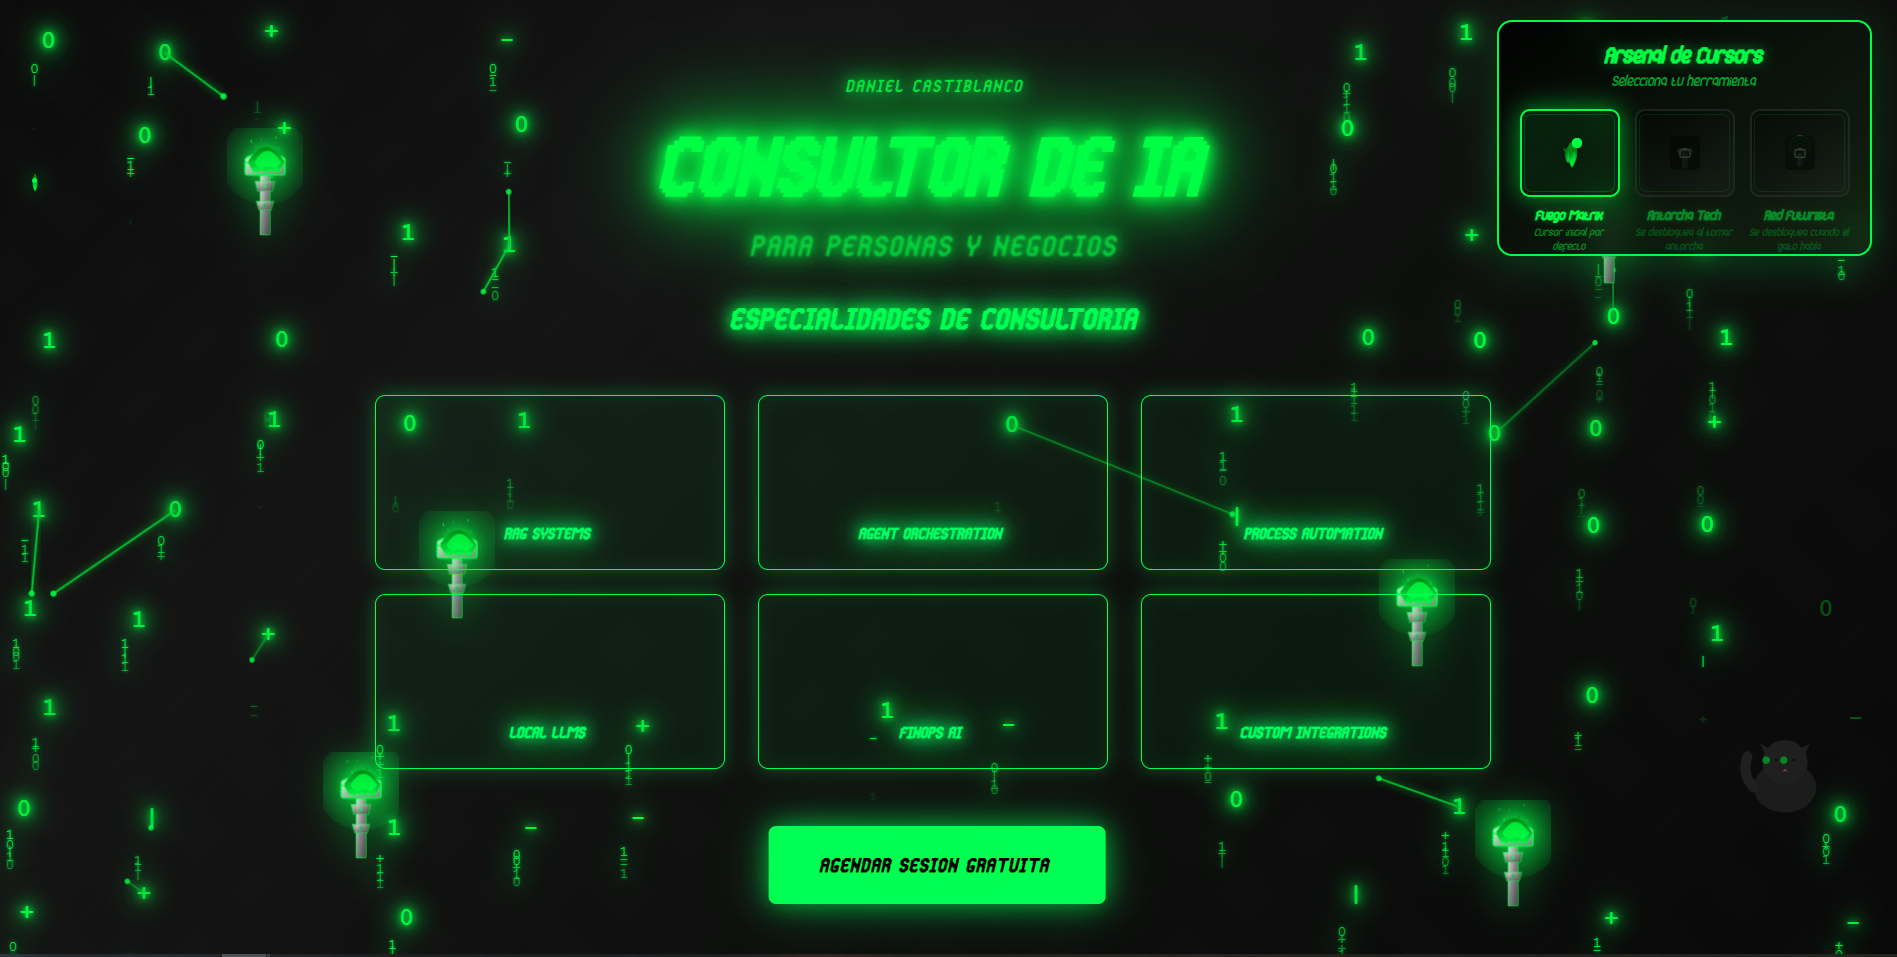 DANIEL CASTIBLANCO
CONSULTOR DE IA
PARA PERSONAS Y NEGOCIOS
ESPECIALIDADES DE CONSULTORIA
RAG SYSTEMS
AGENT ORCHESTRATION
PROCESS AUTOMATION
LOCAL LLMS
FINOPS AI
CUSTOM INTEGRATIONS
AGENDAR SESION GRATUITA
Arsenal de Cursors
Selecciona tu herramienta
Fuego Matrix
Cursor inicial por
defecto
Antorcha Tech
Se desbloquea al tomar
antorcha
Red Futurista
Se desbloquea cuando el
gato habla